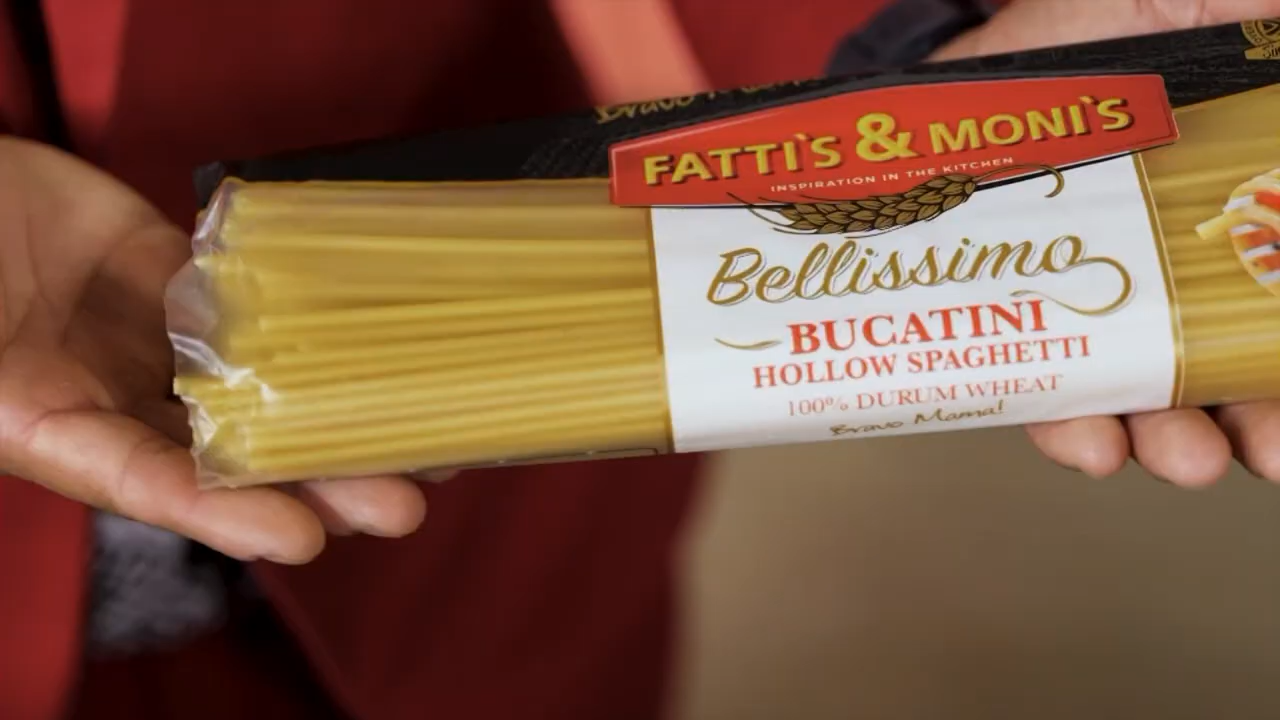 FATTI'S & MONI'S
INSPIRATION IN THE KITCHEN
Bellissimo
BUCATINI
HOLLOW SPAGHETTI
100% DURUM WHEAT
Bravo Mama!